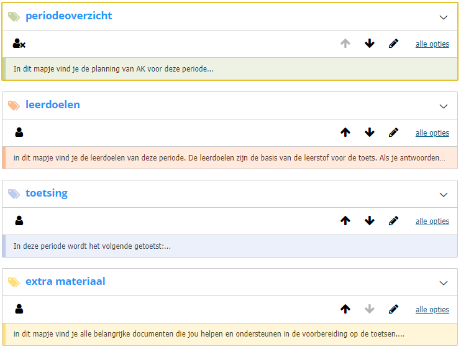 periodeoverzicht
alle opties
In dit mapje vind je de planning van AK voor deze periode...
leerdoelen
alle opties
in dit mapje vind je de leerdoelen van deze periode. De leerdoelen zijn de basis van de leerstof voor de toets. Als je antwoorden...
toetsing
alle opties
In deze periode wordt het volgende getoetst:...
extra materiaal
alle opties
in dit mapje vind je alle belangrijke documenten die jou helpen en ondersteunen in de voorbereiding op de toetsen....